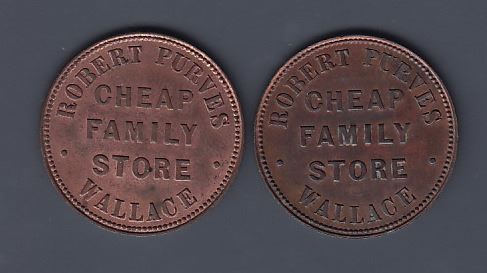 ROBERT PURVES
CHEAP
FAMILY
STORE
WALLACE
ROBERT PURVES
CHEAP
FAMILY
STORE
WALLACE